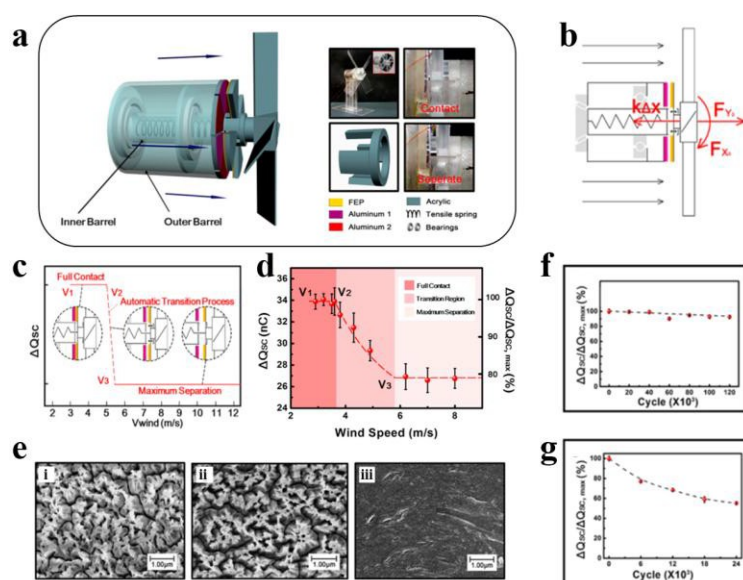 a
Inner Barrel
Outer Barrel
Contact
Separate
FEP
Aluminum 1
Aluminum 2
Acrylic
Tensile spring
Bearings
b
kΔx
c
Full Contact
V1
V2
Automatic Transition Process
V3
Maximum Separation
ΔQSC
2 3 4 5 6 7 8 9 10 11 12
Vwind (m/s)
d
36
34
32
30
28
26
ΔQSC (nC)
V1
V2
V3
Full Contact
Transition Region
Maximum Separation
100
90
80
ΔQSC/ΔQSC, max (%)
2 4 6 8
Wind Speed (m/s)
e
i
1.00μm
ii
1.00μm
iii
1.00μm
f
ΔQSC/ΔQSC, max (%)
100
80
60
40
20
0
0 20 40 60 80 100 120
Cycle (X10³)
g
ΔQSC/ΔQSC, max (%)
100
80
60
40
20
0
0 6 12 18 24
Cycle (X10³)